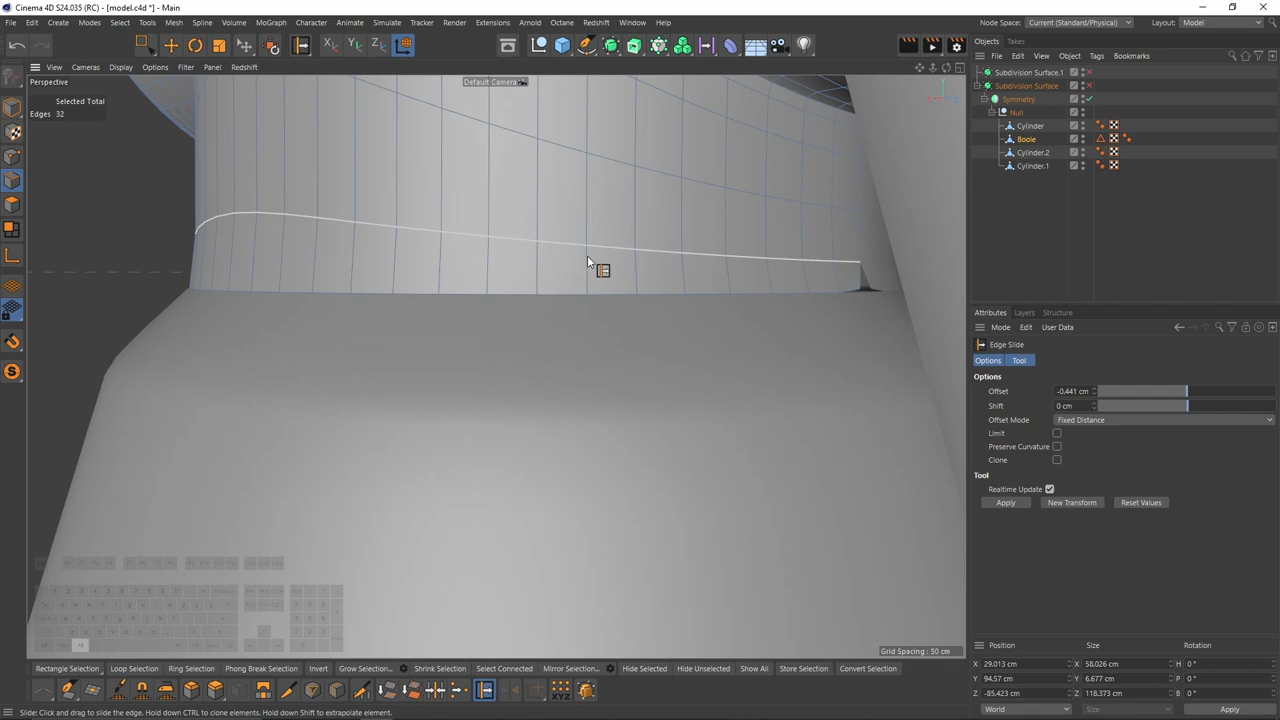 Cinema 4D S24.035 (RC) - [model.c4d *] - Main
File Edit Create Modes Select Tools Mesh Spline Volume MoGraph Character Animate Simulate Tracker Render Extensions Arnold Octane Redshift Window Help
Node Space: Current (Standard/Physical) Layout: Model
X Y Z
View Cameras Display Options Filter Panel Redshift
Perspective
Default Camera
Selected Total
Edges 32
Grid Spacing : 50 cm
Objects Takes
File Edit View Object Tags Bookmarks
Subdivision Surface.1
Subdivision Surface
Symmetry
Null
Cylinder
Boole
Cylinder.2
Cylinder.1
Attributes Layers Structure
Mode Edit User Data
Edge Slide
Options Tool
Options
Offset -0.441 cm
Shift 0 cm
Offset Mode Fixed Distance
Limit
Preserve Curvature
Clone
Tool
Realtime Update
Apply New Transform Reset Values
Position Size Rotation
X 29.013 cm X 58.026 cm H 0 °
Y 94.57 cm Y 6.677 cm P 0 °
Z -85.423 cm Z 118.373 cm B 0 °
World Size Apply
Rectangle Selection Loop Selection Ring Selection Phong Break Selection Invert Grow Selection... Shrink Selection Select Connected Mirror Selection... Hide Selected Hide Unselected Show All Store Selection Convert Selection
XYZ
Slide: Click and drag to slide the edge. Hold down CTRL to clone elements. Hold down Shift to extrapolate element.